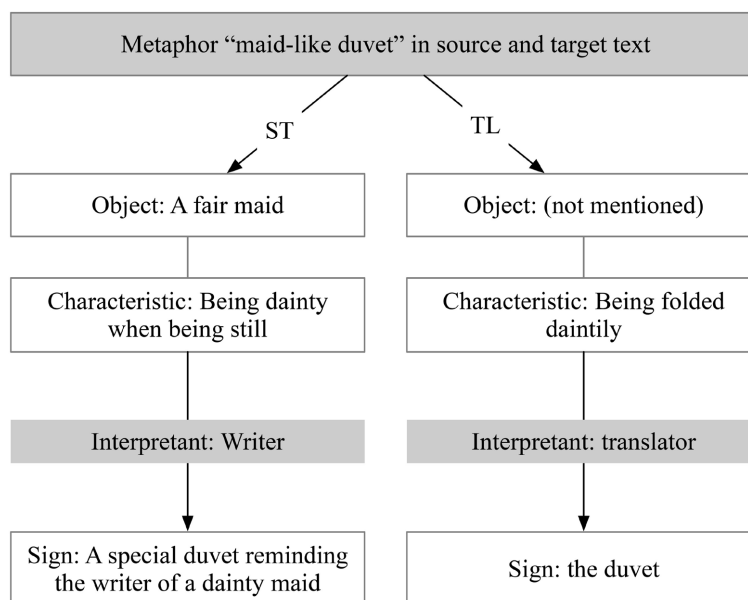 Metaphor “maid-like duvet” in source and target text
ST
TL
Object: A fair maid
Object: (not mentioned)
Characteristic: Being dainty
when being still
Characteristic: Being folded
daintily
Interpretant: Writer
Interpretant: translator
Sign: A special duvet reminding
the writer of a dainty maid
Sign: the duvet